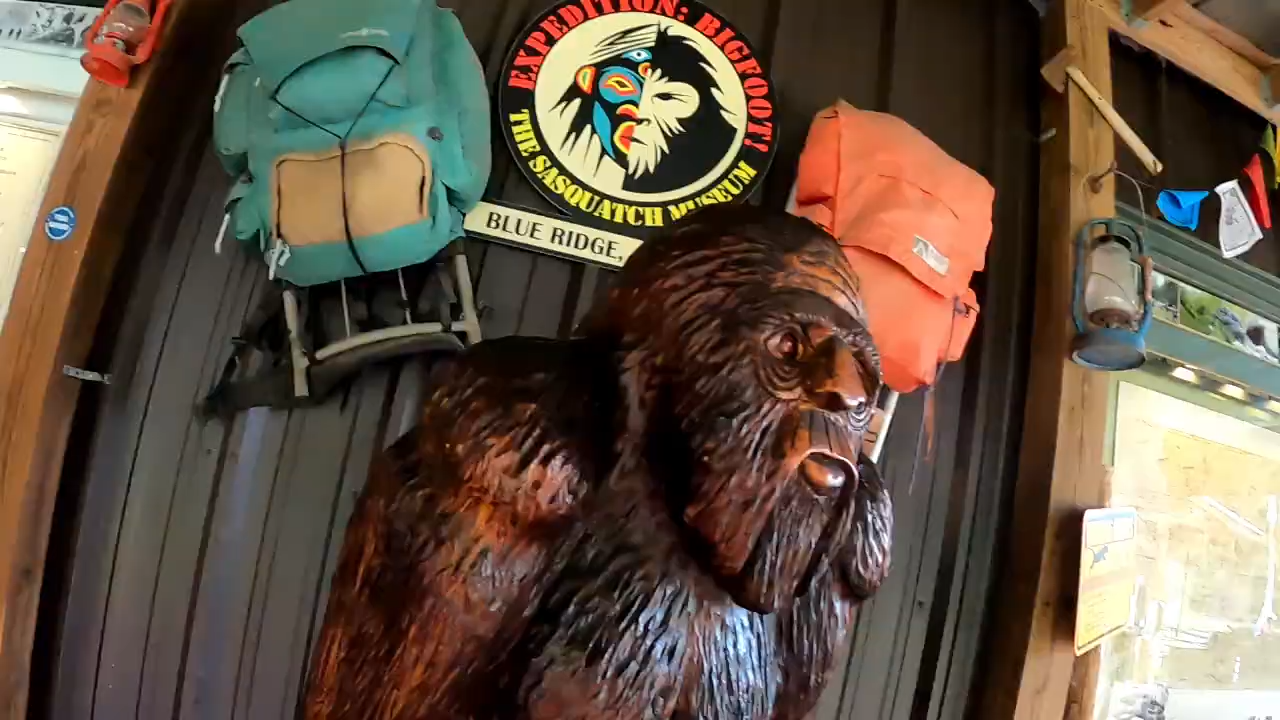 EXPEDITION: BIGFOOT!
THE SASQUATCH MUSEUM
BLUE RIDGE,